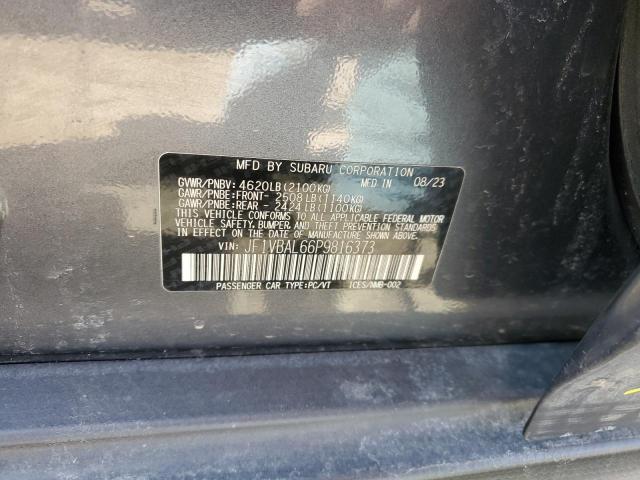 MFD BY SUBARU CORPORATION
GVWR/PNBV: 4620LB(2100KG) MFD IN 08/23
GAWR/PNBE:FRONT- 2508LB(1140KG)
GAWR/PNBE:REAR - 2424LB(1100KG)
THIS VEHICLE CONFORMS TO ALL APPLICABLE FEDERAL MOTOR
VEHICLE SAFETY, BUMPER, AND THEFT PREVENTION STANDARDS
IN EFFECT ON THE DATE OF MANUFACTURE SHOWN ABOVE.
VIN: JF1VBAL66P9816373
PASSENGER CAR TYPE:PC/VT ICES/NMB-002